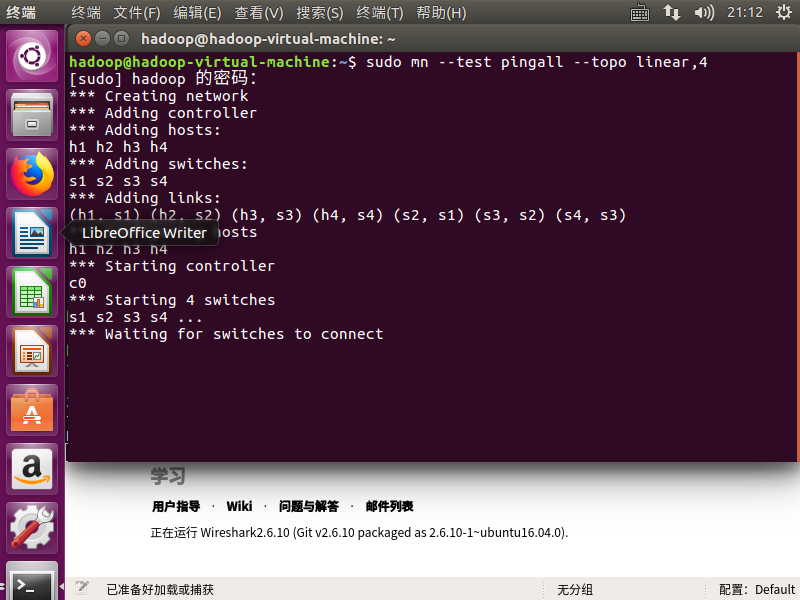 终端 终端 文件(F) 编辑(E) 查看(V) 搜索(S) 终端(T) 帮助(H) 21:12
hadoop@hadoop-virtual-machine: ~
hadoop@hadoop-virtual-machine:~$ sudo mn --test pingall --topo linear,4
[sudo] hadoop 的密码：
*** Creating network
*** Adding controller
*** Adding hosts:
h1 h2 h3 h4
*** Adding switches:
s1 s2 s3 s4
*** Adding links:
(h1, s1) (h2, s2) (h3, s3) (h4, s4) (s2, s1) (s3, s2) (s4, s3)
LibreOffice Writer
hosts
h1 h2 h3 h4
*** Starting controller
c0
*** Starting 4 switches
s1 s2 s3 s4 ...
*** Waiting for switches to connect
学习
用户指导 · Wiki · 问题与解答 · 邮件列表
正在运行 Wireshark2.6.10 (Git v2.6.10 packaged as 2.6.10-1~ubuntu16.04.0).
已准备好加载或捕获 无分组 配置：Default